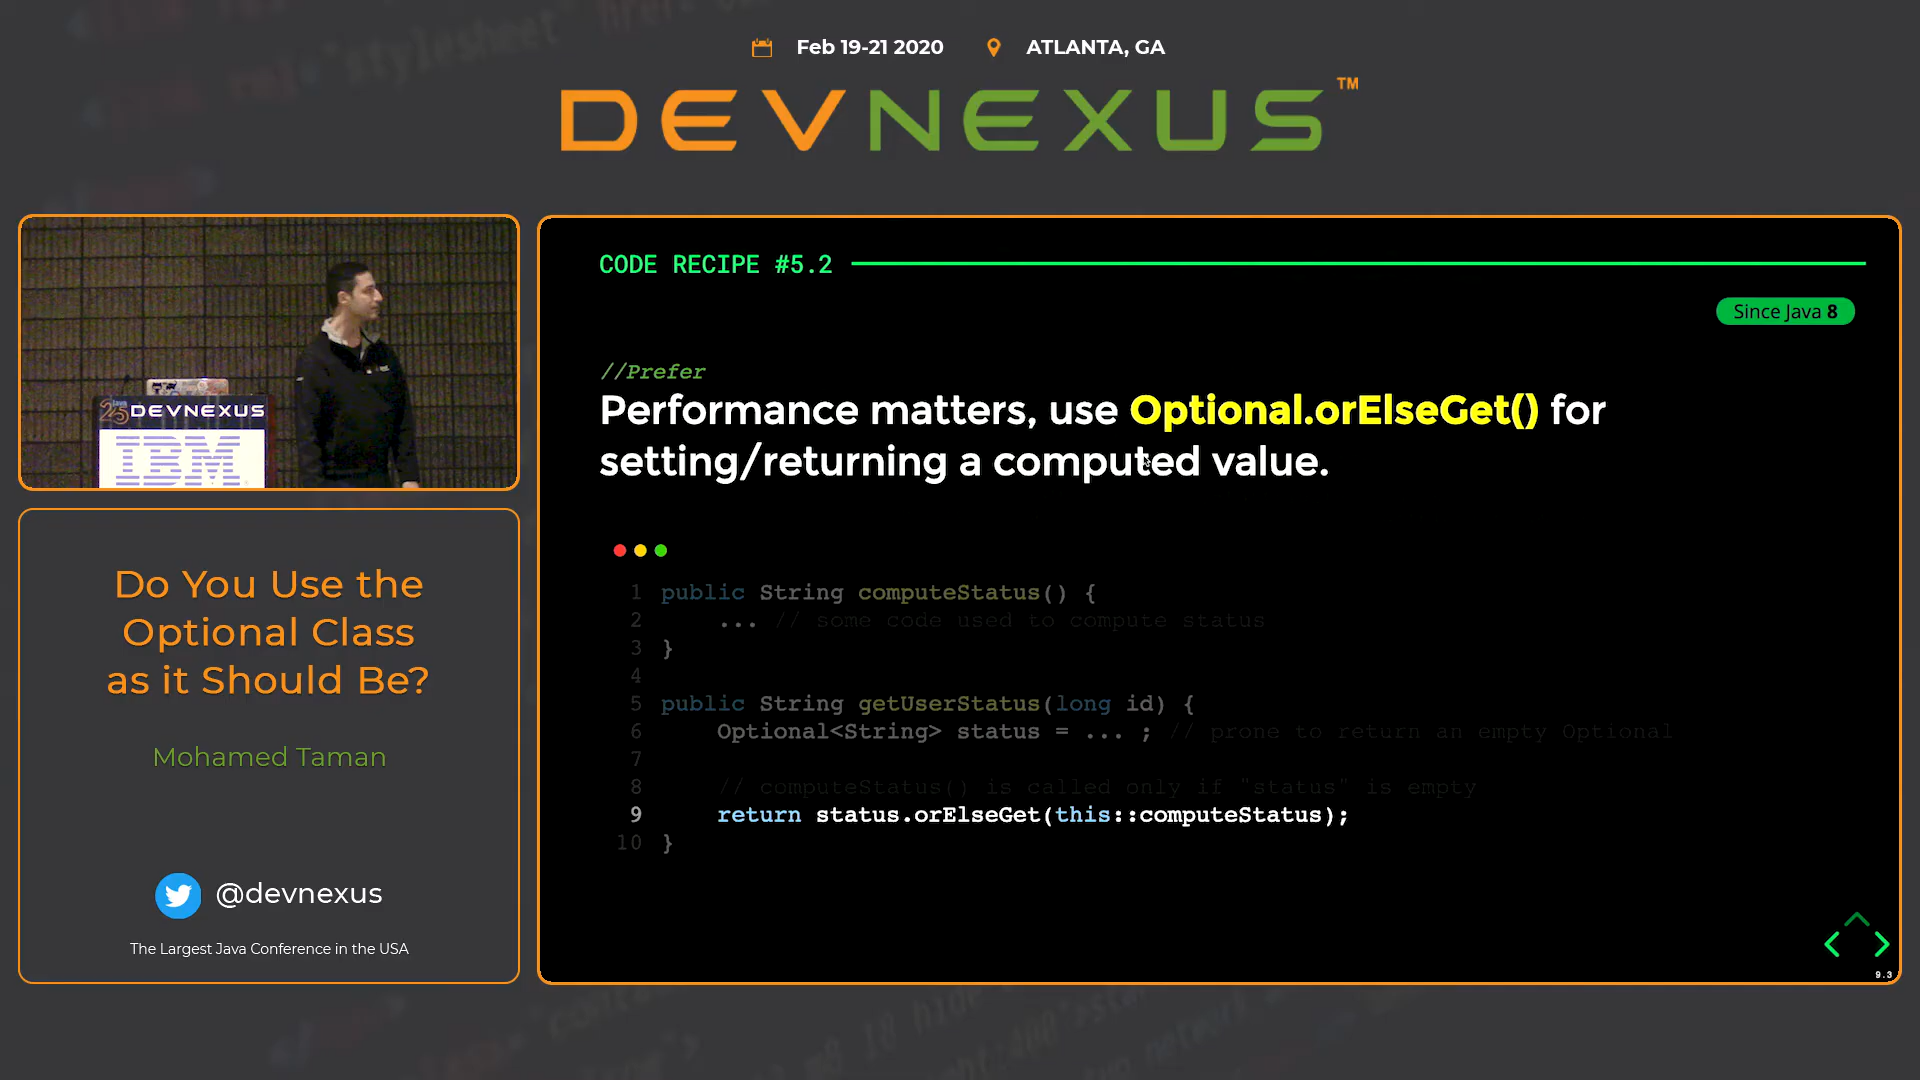 Feb 19-21 2020 ATLANTA, GA
DEVNEXUS™
25 DEVNEXUS
IBM
Do You Use the
Optional Class
as it Should Be?
Mohamed Taman
@devnexus
The Largest Java Conference in the USA
CODE RECIPE #5.2
Since Java 8
//Prefer
Performance matters, use Optional.orElseGet() for
setting/returning a computed value.
1 public String computeStatus() {
2 ... // some code used to compute status
3 }
4
5 public String getUserStatus(long id) {
6 Optional<String> status = ... ; // prone to return an empty Optional
7
8 // computeStatus() is called only if "status" is empty
9 return status.orElseGet(this::computeStatus);
10 }
9.3